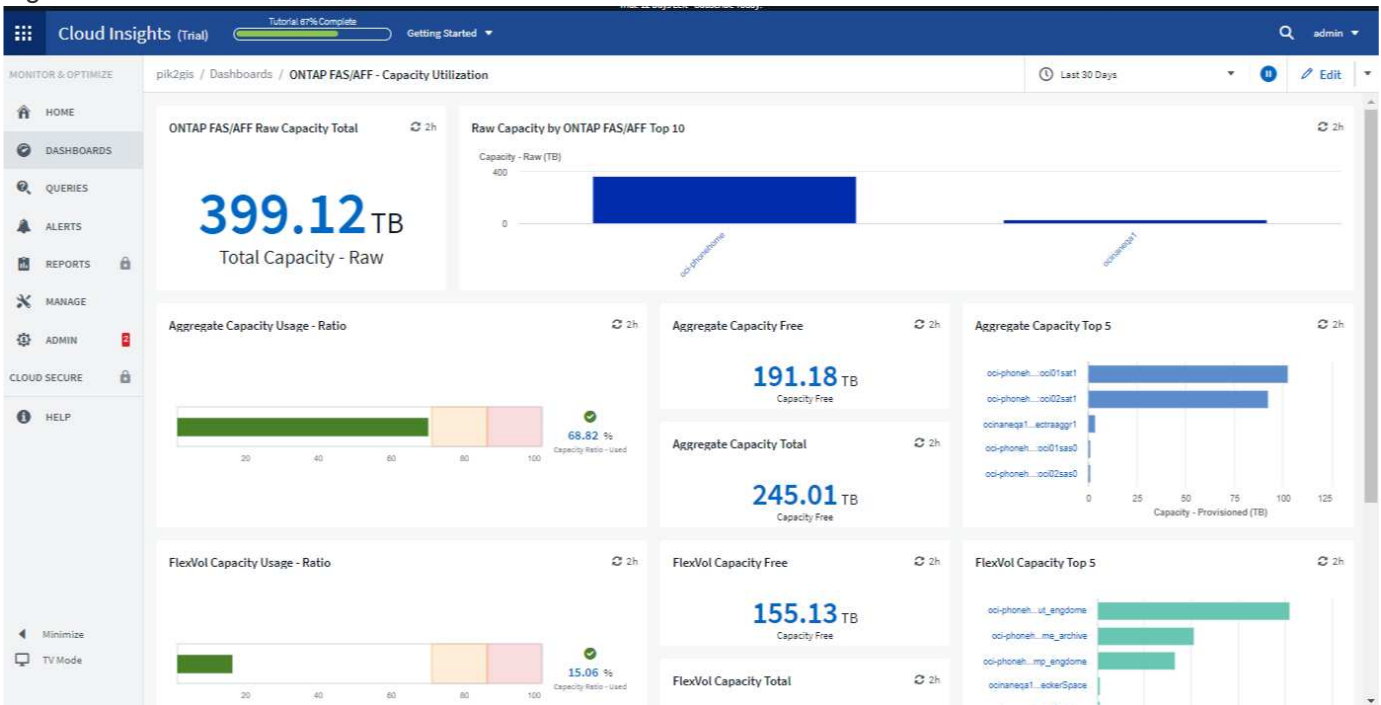 Cloud Insights (Trial)
Tutorial 87% Complete
Getting Started
admin
MONITOR & OPTIMIZE
pik2gis / Dashboards / ONTAP FAS/AFF - Capacity Utilization
Last 30 Days
Edit
HOME
DASHBOARDS
QUERIES
ALERTS
REPORTS
MANAGE
ADMIN
2
CLOUD SECURE
HELP
Minimize
TV Mode
ONTAP FAS/AFF Raw Capacity Total
2h
399.12 TB
Total Capacity - Raw
Raw Capacity by ONTAP FAS/AFF Top 10
2h
Capacity - Raw (TB)
400
0
oci-phonehome
ocinaneqa1
Aggregate Capacity Usage - Ratio
2h
68.82 %
Capacity Ratio - Used
20 40 60 80 100
Aggregate Capacity Free
2h
191.18 TB
Capacity Free
Aggregate Capacity Total
2h
245.01 TB
Capacity Free
Aggregate Capacity Top 5
2h
oci-phoneh...:oci01sat1
oci-phoneh...:oci02sat1
ocinaneqa1...ectraaggr1
oci-phoneh...:oci01sas0
oci-phoneh...:oci02sas0
0 25 50 75 100 125
Capacity - Provisioned (TB)
FlexVol Capacity Usage - Ratio
2h
15.06 %
Capacity Ratio - Used
20 40 60 80 100
FlexVol Capacity Free
2h
155.13 TB
Capacity Free
FlexVol Capacity Total
2h
FlexVol Capacity Top 5
2h
oci-phoneh...ut_engdome
oci-phoneh...me_archive
oci-phoneh...mp_engdome
ocinaneqa1...eckerSpace